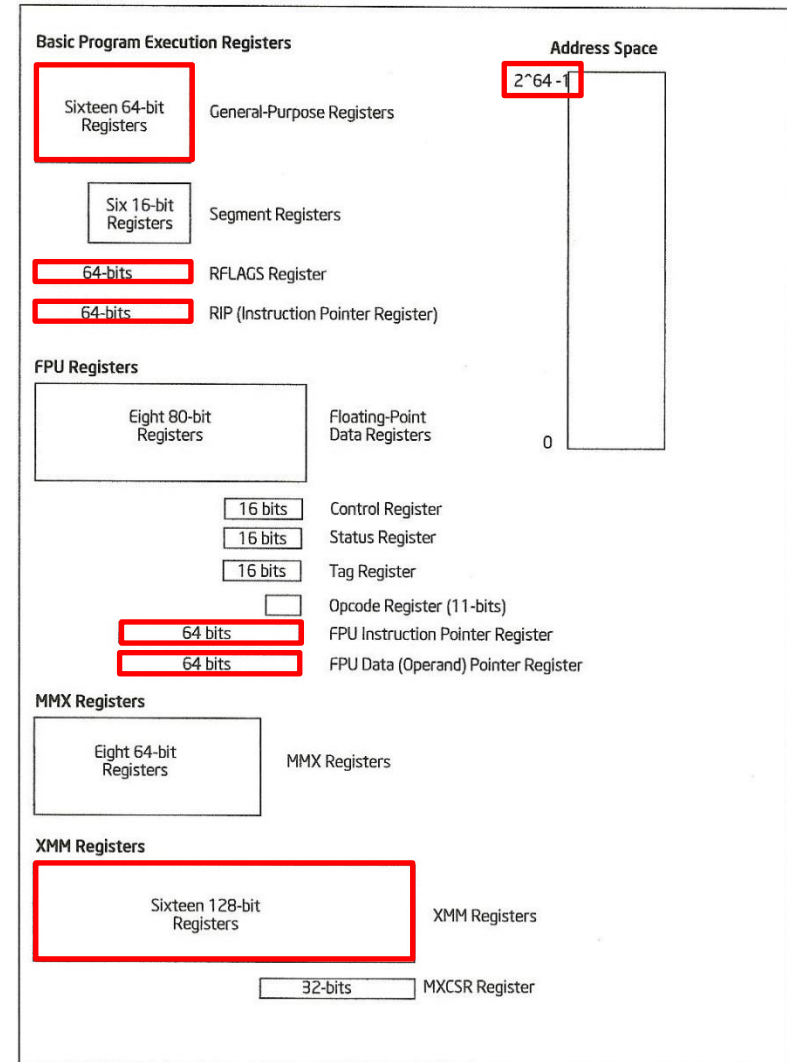 Basic Program Execution Registers
Address Space
2^64 -1
Sixteen 64-bit
Registers
General-Purpose Registers
Six 16-bit
Registers
Segment Registers
64-bits
RFLAGS Register
64-bits
RIP (Instruction Pointer Register)
FPU Registers
Eight 80-bit
Registers
Floating-Point
Data Registers
0
16 bits
Control Register
16 bits
Status Register
16 bits
Tag Register
Opcode Register (11-bits)
64 bits
FPU Instruction Pointer Register
64 bits
FPU Data (Operand) Pointer Register
MMX Registers
Eight 64-bit
Registers
MMX Registers
XMM Registers
Sixteen 128-bit
Registers
XMM Registers
32-bits
MXCSR Register